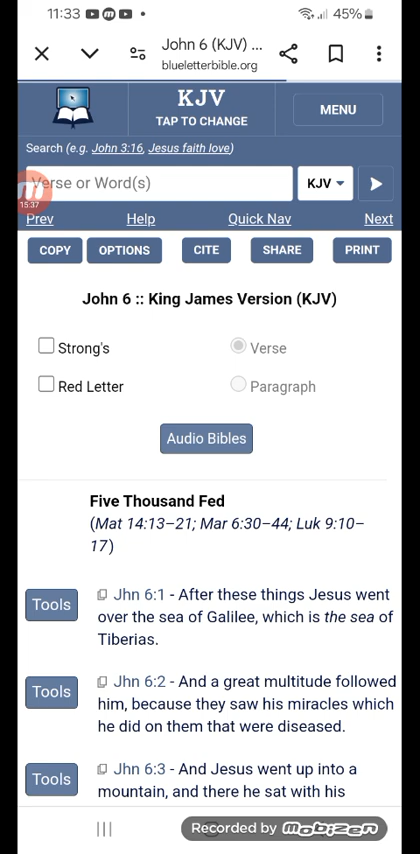 11:33 45%
John 6 (KJV) ...
blueletterbible.org
KJV
TAP TO CHANGE
MENU
Search (e.g. John 3:16, Jesus faith love)
Verse or Word(s)
KJV
15:37
Prev Help Quick Nav Next
COPY OPTIONS CITE SHARE PRINT
John 6 :: King James Version (KJV)
Strong's Verse
Red Letter Paragraph
Audio Bibles
Five Thousand Fed
(Mat 14:13–21; Mar 6:30–44; Luk 9:10–
17)
Tools Jhn 6:1 - After these things Jesus went
over the sea of Galilee, which is the sea of
Tiberias.
Tools Jhn 6:2 - And a great multitude followed
him, because they saw his miracles which
he did on them that were diseased.
Tools Jhn 6:3 - And Jesus went up into a
mountain, and there he sat with his
Recorded by mobizen